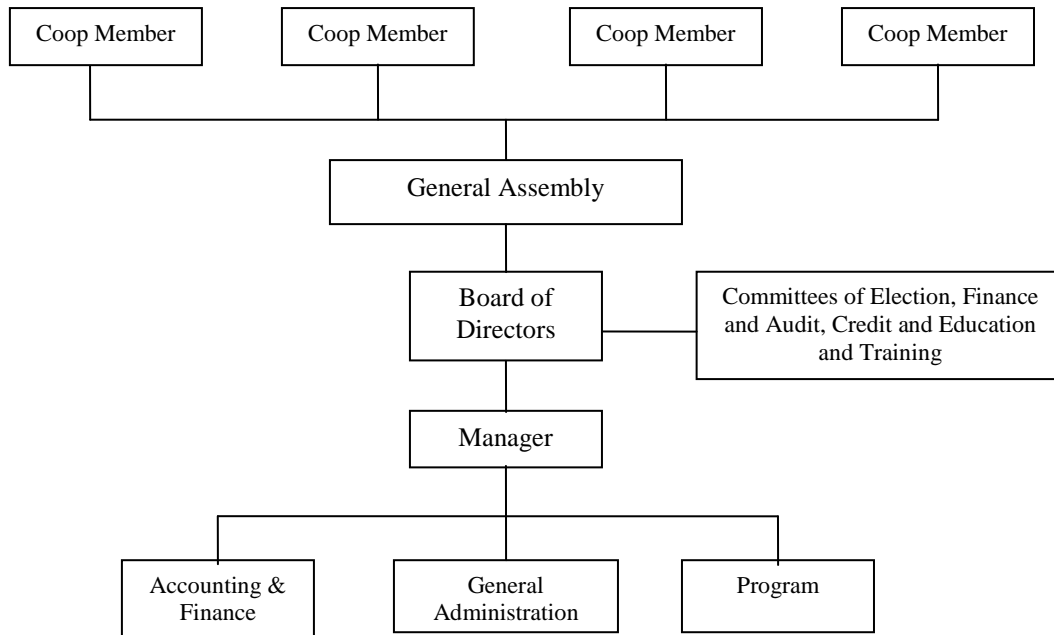 Coop Member
Coop Member
Coop Member
Coop Member
General Assembly
Board of
Directors
Committees of Election, Finance
and Audit, Credit and Education
and Training
Manager
Accounting &
Finance
General
Administration
Program